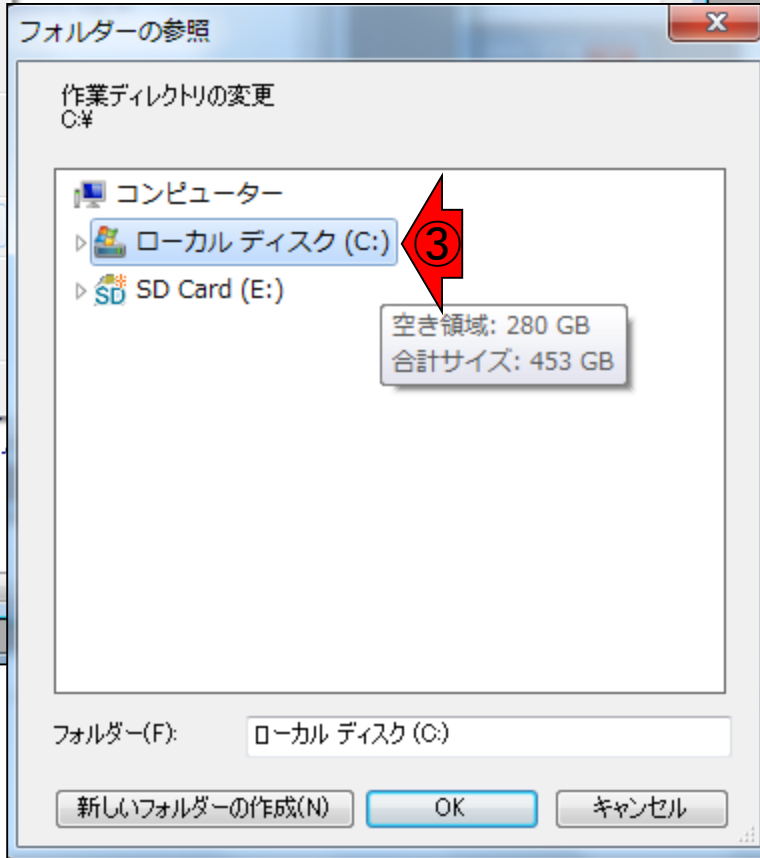 フォルダーの参照
作業ディレクトリの変更
C:¥
コンピューター
ローカル ディスク (C:)
③
SD Card (E:)
空き領域: 280 GB
合計サイズ: 453 GB
フォルダー(F):
ローカル ディスク (C:)
新しいフォルダーの作成(N)
OK
キャンセル